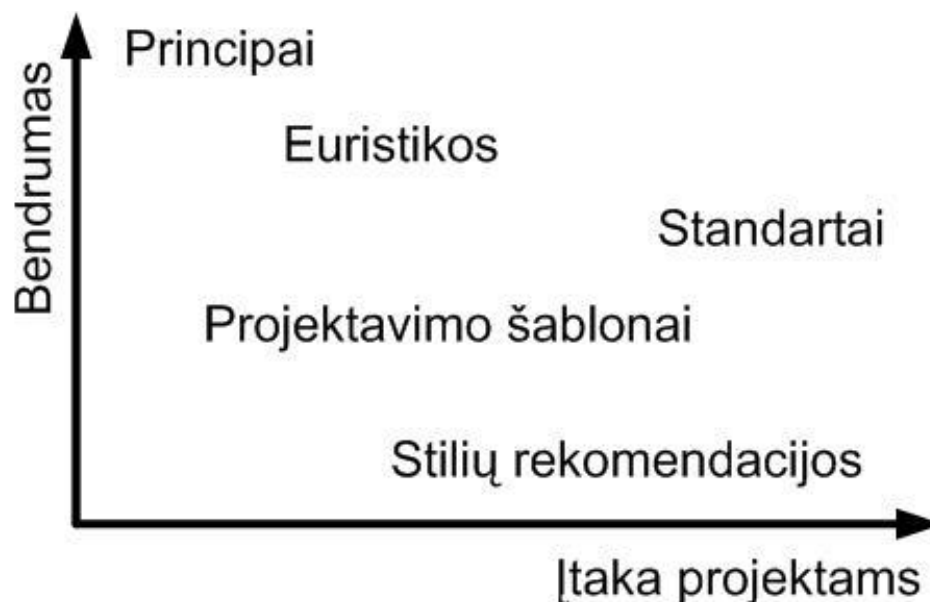 Principai
Euristikos
Standartai
Projektavimo šablonai
Stilių rekomendacijos
Bendrumas
Įtaka projektams